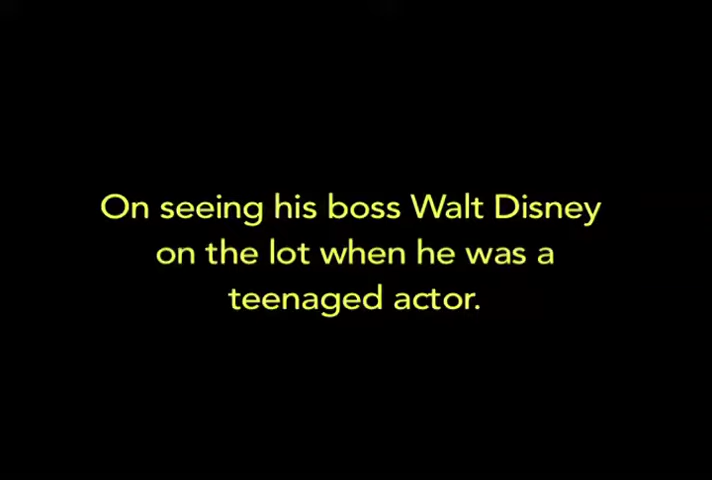 On seeing his boss Walt Disney
on the lot when he was a
teenaged actor.